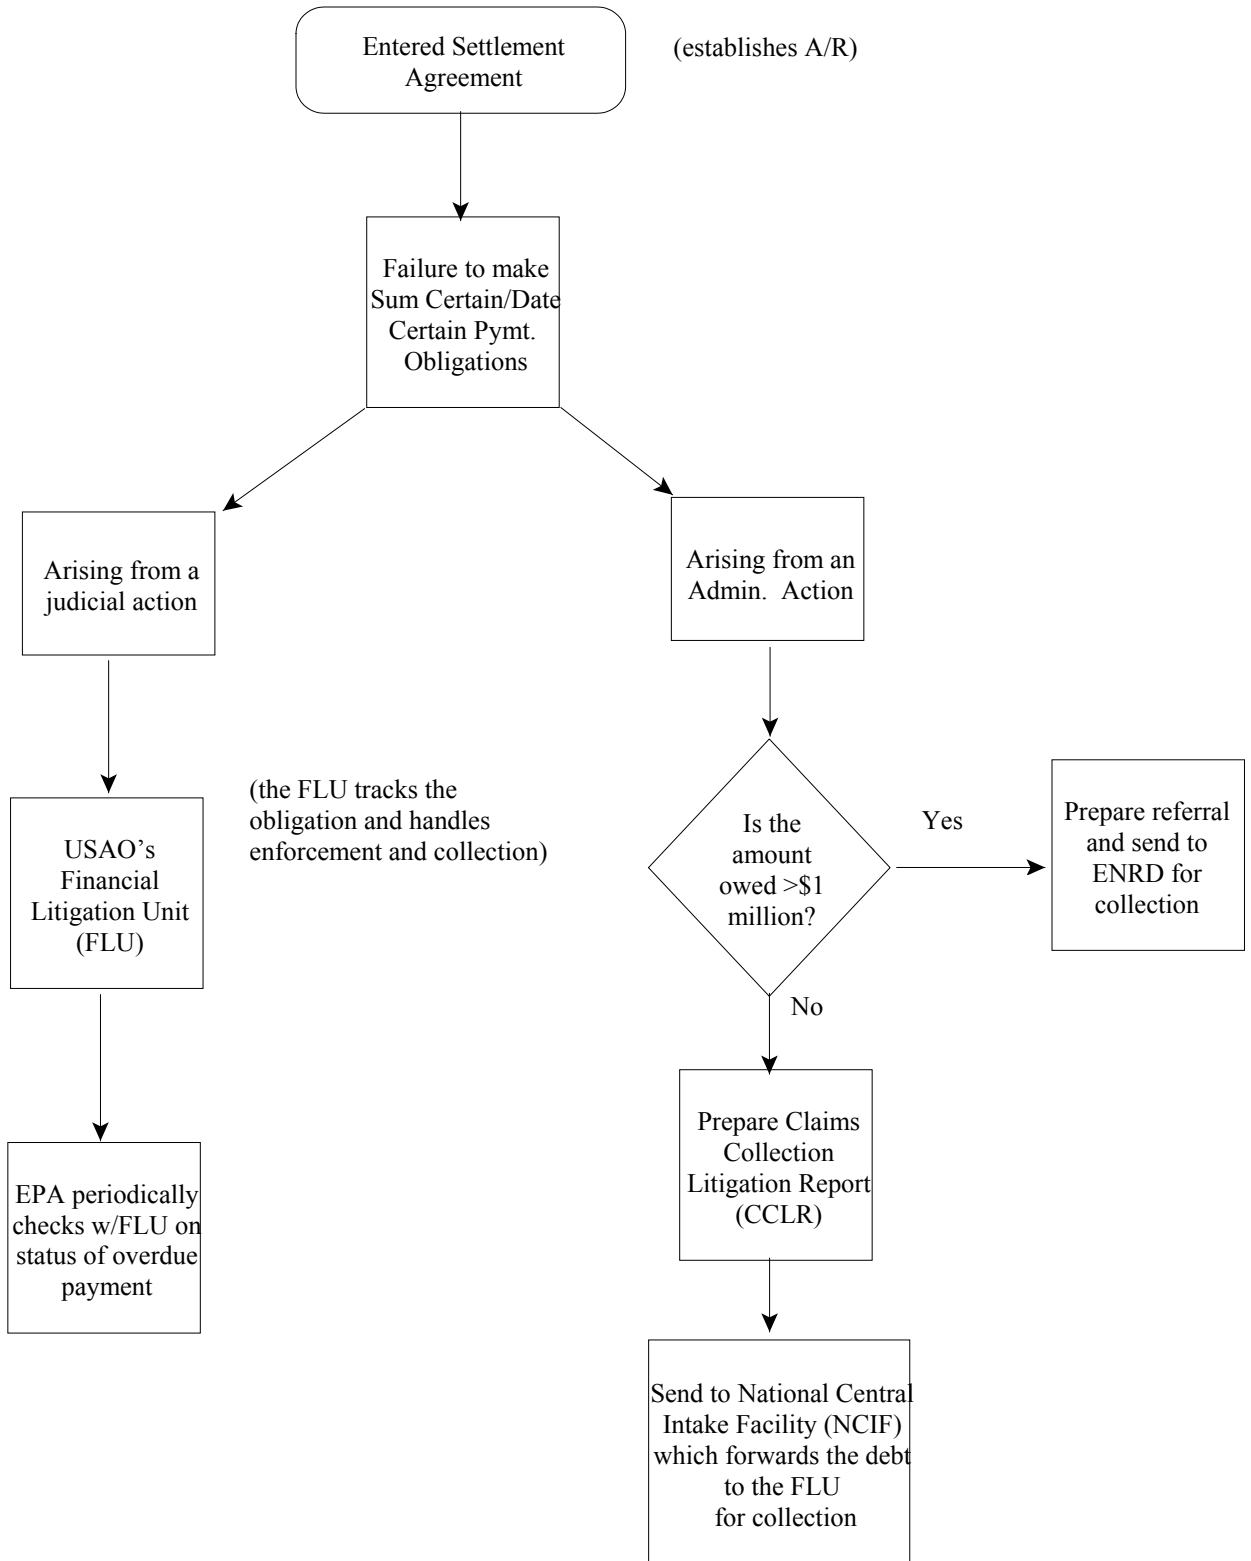 Entered Settlement
Agreement
(establishes A/R)
Failure to make
Sum Certain/Date
Certain Pymt.
Obligations
Arising from a
judicial action
Arising from an
Admin. Action
(the FLU tracks the
obligation and handles
enforcement and collection)
USAO’s
Financial
Litigation Unit
(FLU)
Is the
amount
owed >$1
million?
Yes
Prepare referral
and send to
ENRD for
collection
No
EPA periodically
checks w/FLU on
status of overdue
payment
Prepare Claims
Collection
Litigation Report
(CCLR)
Send to National Central
Intake Facility (NCIF)
which forwards the debt
to the FLU
for collection